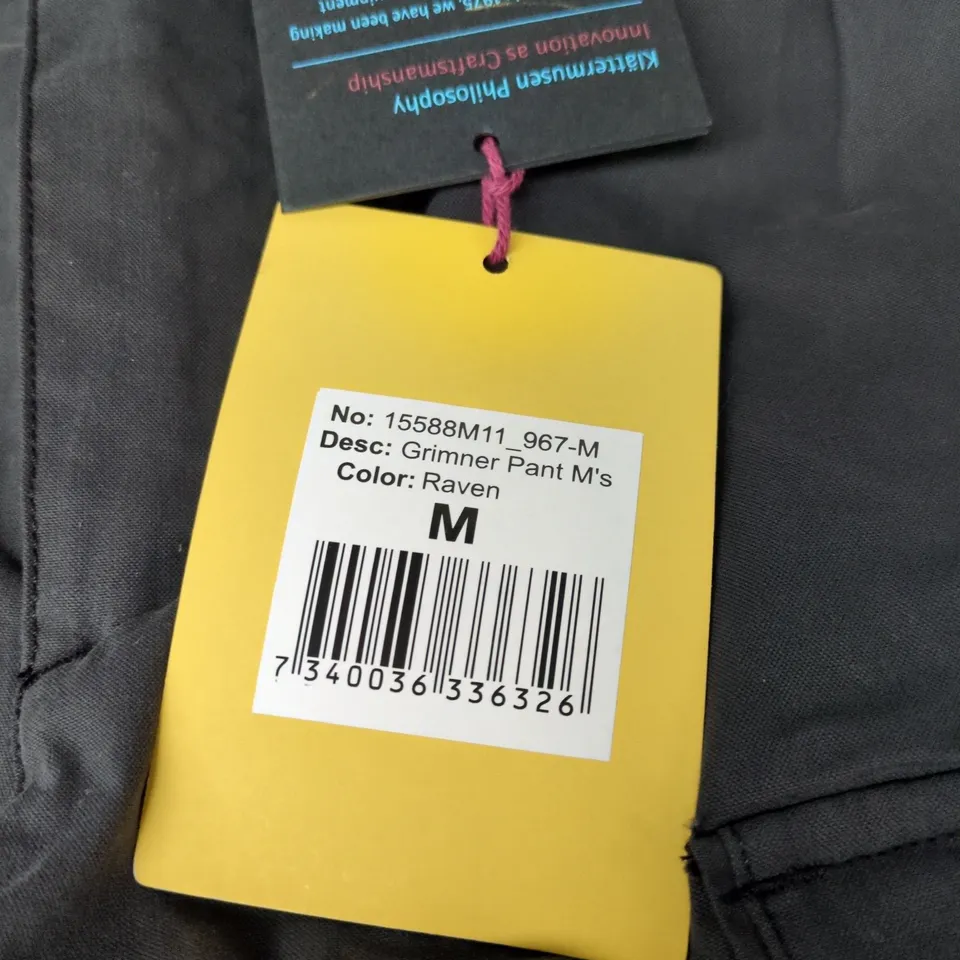 Klättermusen Philosophy
Innovation as Craftsmanship
1975, we have been making
No: 15588M11_967-M
Desc: Grimner Pant M's
Color: Raven
M
7 340036 336326